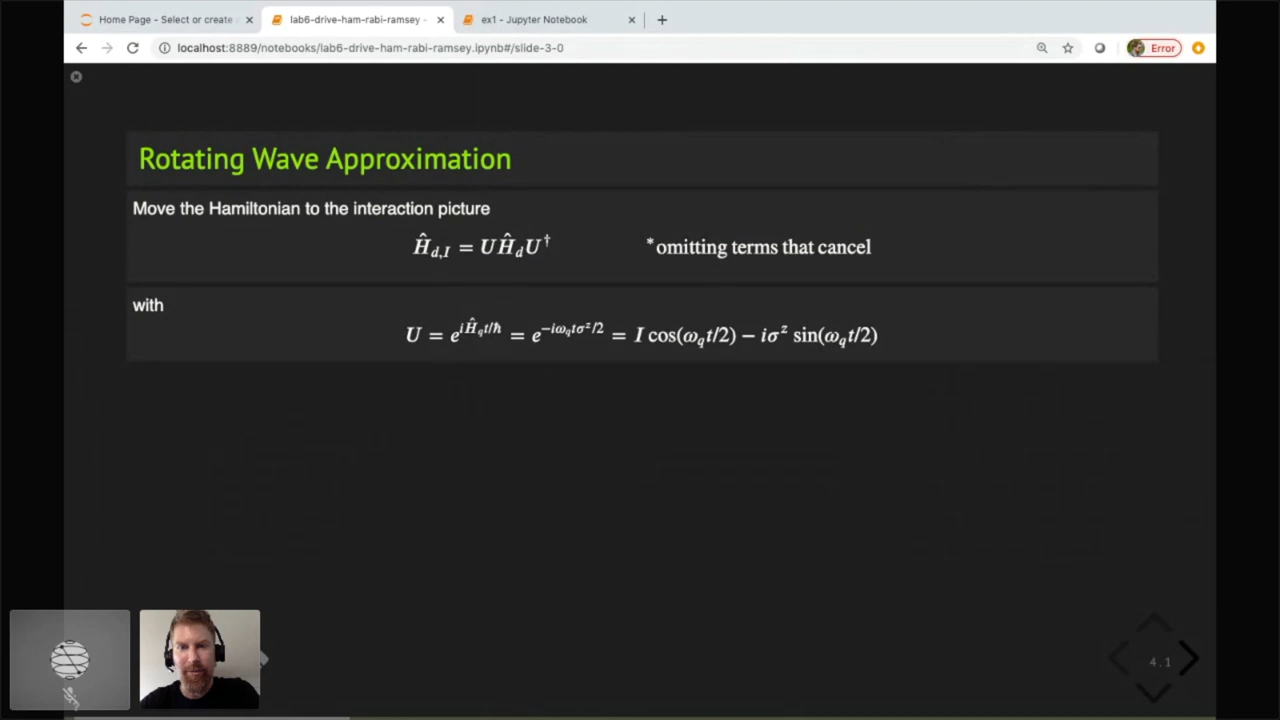 Home Page - Select or create
lab6-drive-ham-rabi-ramsey -
ex1 - Jupyter Notebook
localhost:8889/notebooks/lab6-drive-ham-rabi-ramsey.ipynb#/slide-3-0
Error
Rotating Wave Approximation
Move the Hamiltonian to the interaction picture
Ĥ_{d,I} = UĤ_dU^† *omitting terms that cancel
with
U = e^{iĤ_qt/ħ} = e^{−iω_qtσ^z/2} = I cos(ω_qt/2) − iσ^z sin(ω_qt/2)
4.1